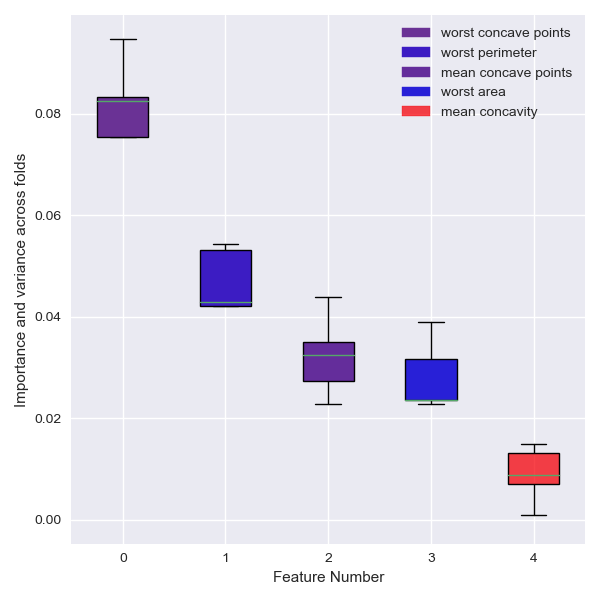 worst concave points
worst perimeter
mean concave points
worst area
mean concavity
Importance and variance across folds
0.08
0.06
0.04
0.02
0.00
0 1 2 3 4
Feature Number